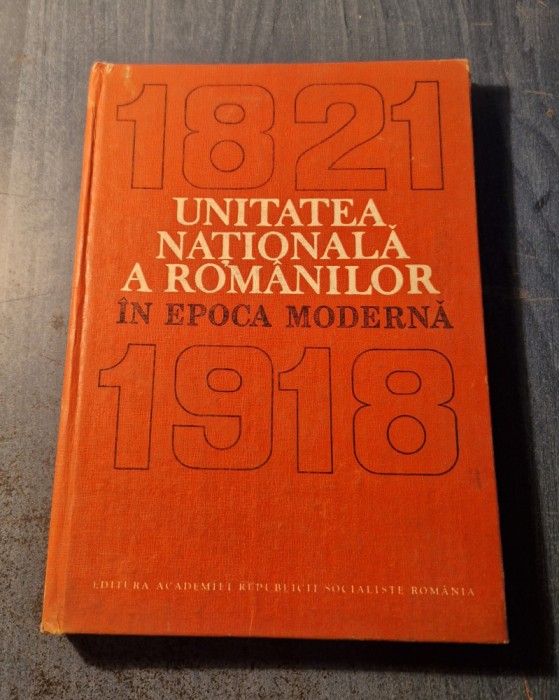 1821
UNITATEA
NAȚIONALĂ
A ROMÂNILOR
ÎN EPOCA MODERNĂ
1918
EDITURA ACADEMIEI REPUBLICII SOCIALISTE ROMÂNIA